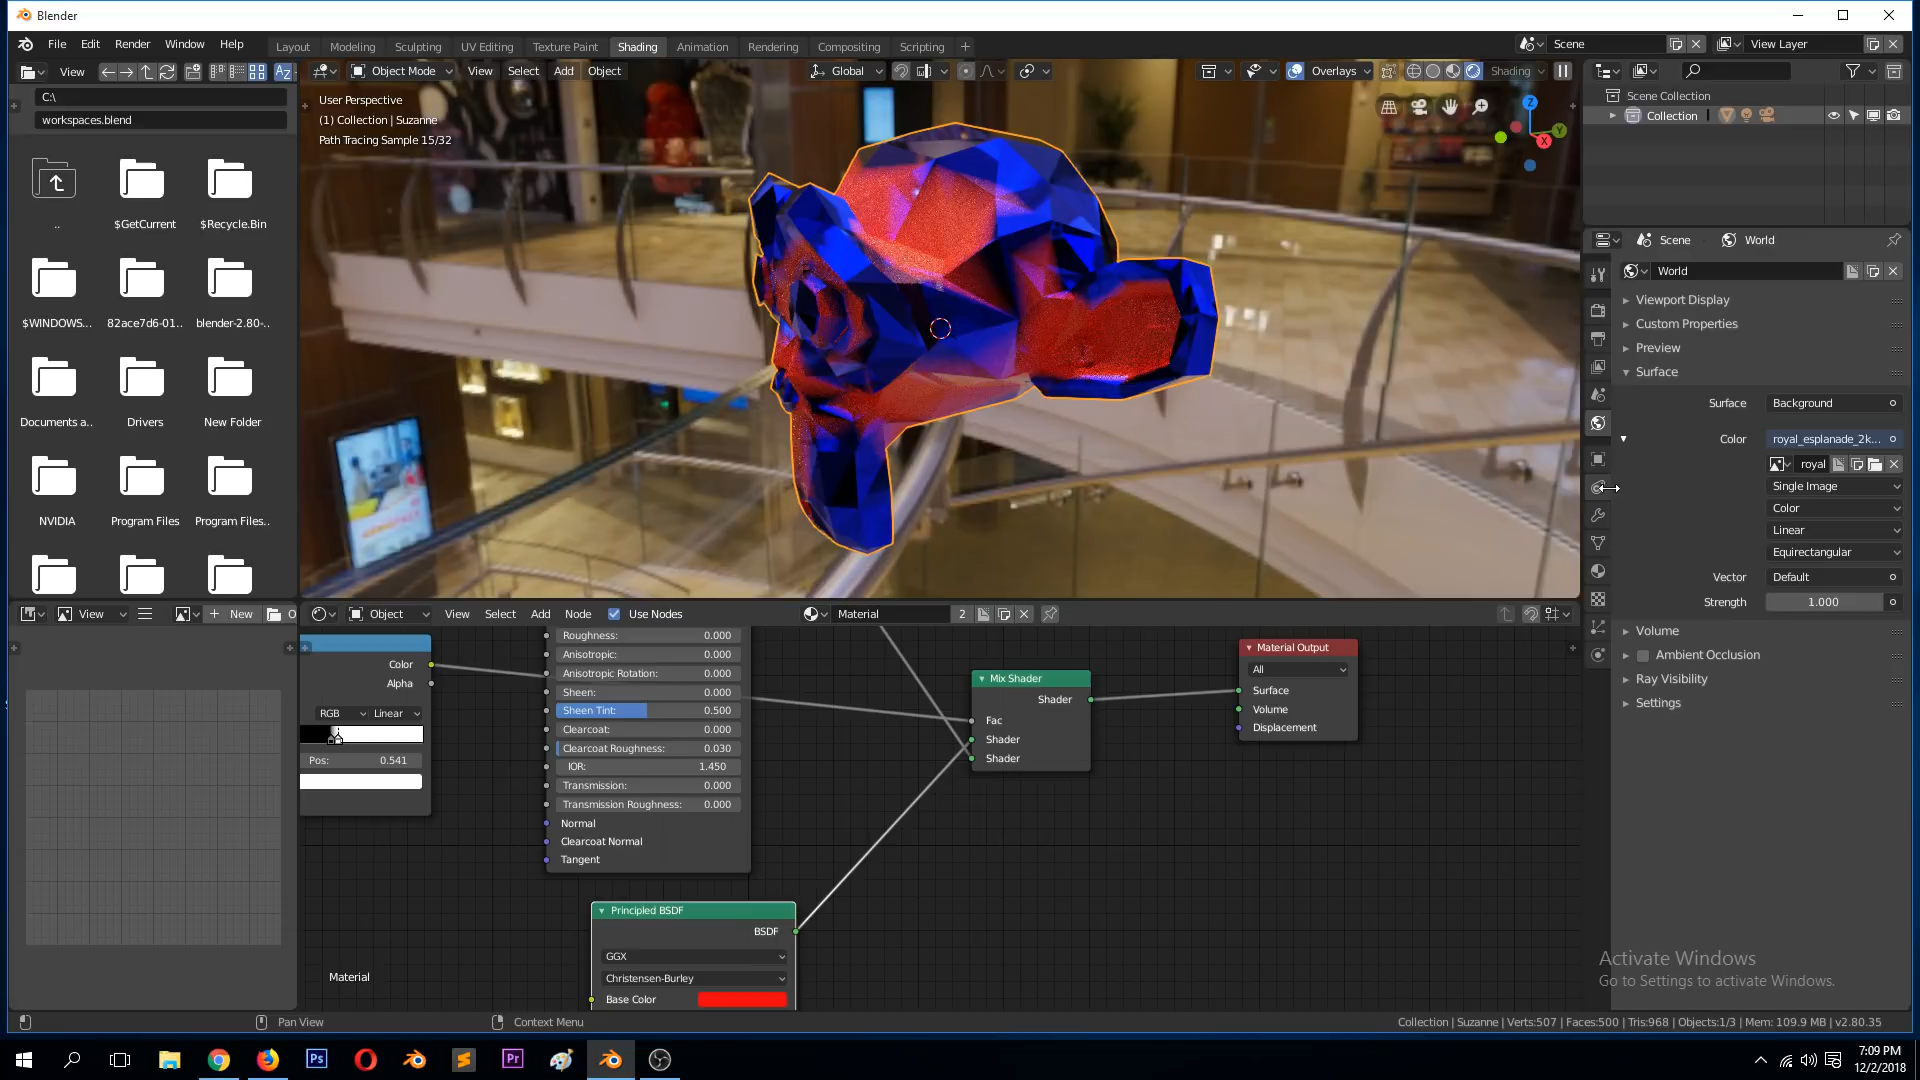 Blender
File Edit Render Window Help Layout Modeling Sculpting UV Editing Texture Paint Shading Animation Rendering Compositing Scripting Scene View Layer
View Object Mode View Select Add Object Global Overlays Shading
C:\
workspaces.blend
User Perspective
(1) Collection | Suzanne
Path Tracing Sample 15/32
Z
Y
X
Scene Collection
Collection
..
$GetCurrent
$Recycle.Bin
$WINDOWS...
82ace7d6-01..
blender-2.80-..
Documents a..
Drivers
New Folder
NVIDIA
Program Files
Program Files..
Scene World
World
Viewport Display
Custom Properties
Preview
Surface
Surface Background
Color royal_esplanade_2k...
royal
Single Image
Color
Linear
Equirectangular
Vector Default
Strength 1.000
Volume
Ambient Occlusion
Ray Visibility
Settings
View New O
Object View Select Add Node Use Nodes Material 2
Color
Alpha
RGB Linear
Pos: 0.541
Roughness: 0.000
Anisotropic: 0.000
Anisotropic Rotation: 0.000
Sheen: 0.000
Sheen Tint: 0.500
Clearcoat: 0.000
Clearcoat Roughness: 0.030
IOR: 1.450
Transmission: 0.000
Transmission Roughness: 0.000
Normal
Clearcoat Normal
Tangent
Mix Shader
Shader
Fac
Shader
Shader
Material Output
All
Surface
Volume
Displacement
Principled BSDF
BSDF
GGX
Christensen-Burley
Base Color
Material
Activate Windows
Go to Settings to activate Windows.
Pan View Context Menu Collection | Suzanne | Verts:507 | Faces:500 | Tris:968 | Objects:1/3 | Mem: 109.9 MB | v2.80.35
Ps Pr
7:09 PM
12/2/2018